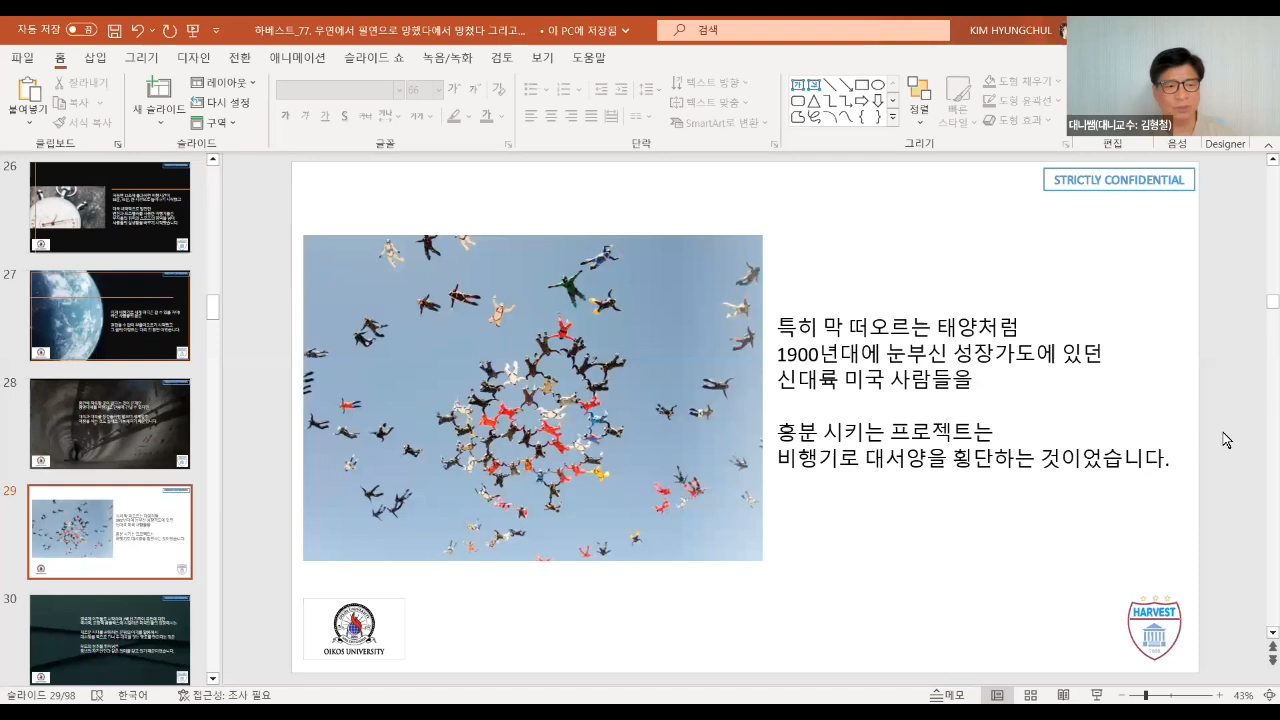 자동 저장
하베스트_77. 우연에서 필연으로 망했다에서 망쳤다 그리고... • 이 PC에 저장됨
검색
KIM HYUNGCHUL
파일 홈 삽입 그리기 디자인 전환 애니메이션 슬라이드 쇼 녹음/녹화 검토 보기 도움말
붙여넣기
잘라내기
복사
서식 복사
클립보드
새 슬라이드
레이아웃
다시 설정
구역
슬라이드
66
글꼴
텍스트 방향
텍스트 맞춤
SmartArt로 변환
단락
정렬
빠른 스타일
도형 채우기
도형 윤곽선
도형 효과
그리기
편집
음성
Designer
대니쌤(대니교수: 김형철)
26
27
28
29
30
STRICTLY CONFIDENTIAL
특히 막 떠오르는 태양처럼
1900년대에 눈부신 성장가도에 있던
신대륙 미국 사람들을
흥분 시키는 프로젝트는
비행기로 대서양을 횡단하는 것이었습니다.
OIKOS UNIVERSITY
HARVEST
슬라이드 29/98
한국어
접근성: 조사 필요
메모
43%